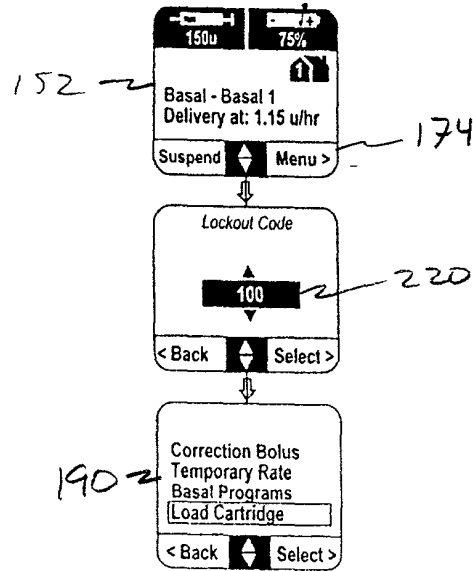 150u 75%
1
152
Basal - Basal 1
Delivery at: 1.15 u/hr
174
Suspend Menu >
Lockout Code
100
220
< Back Select >
190
Correction Bolus
Temporary Rate
Basal Programs
Load Cartridge
< Back Select >